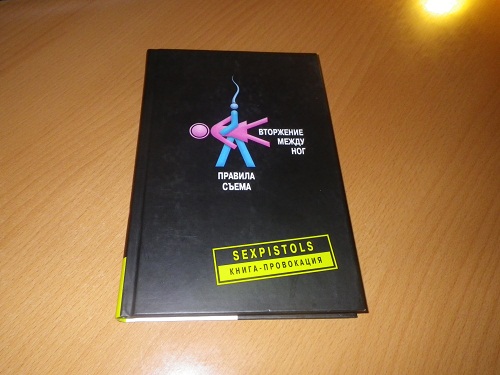 ВТОРЖЕНИЕ
МЕЖДУ
НОГ
ПРАВИЛА
СЪЕМА
SEXPISTOLS
КНИГА-ПРОВОКАЦИЯ